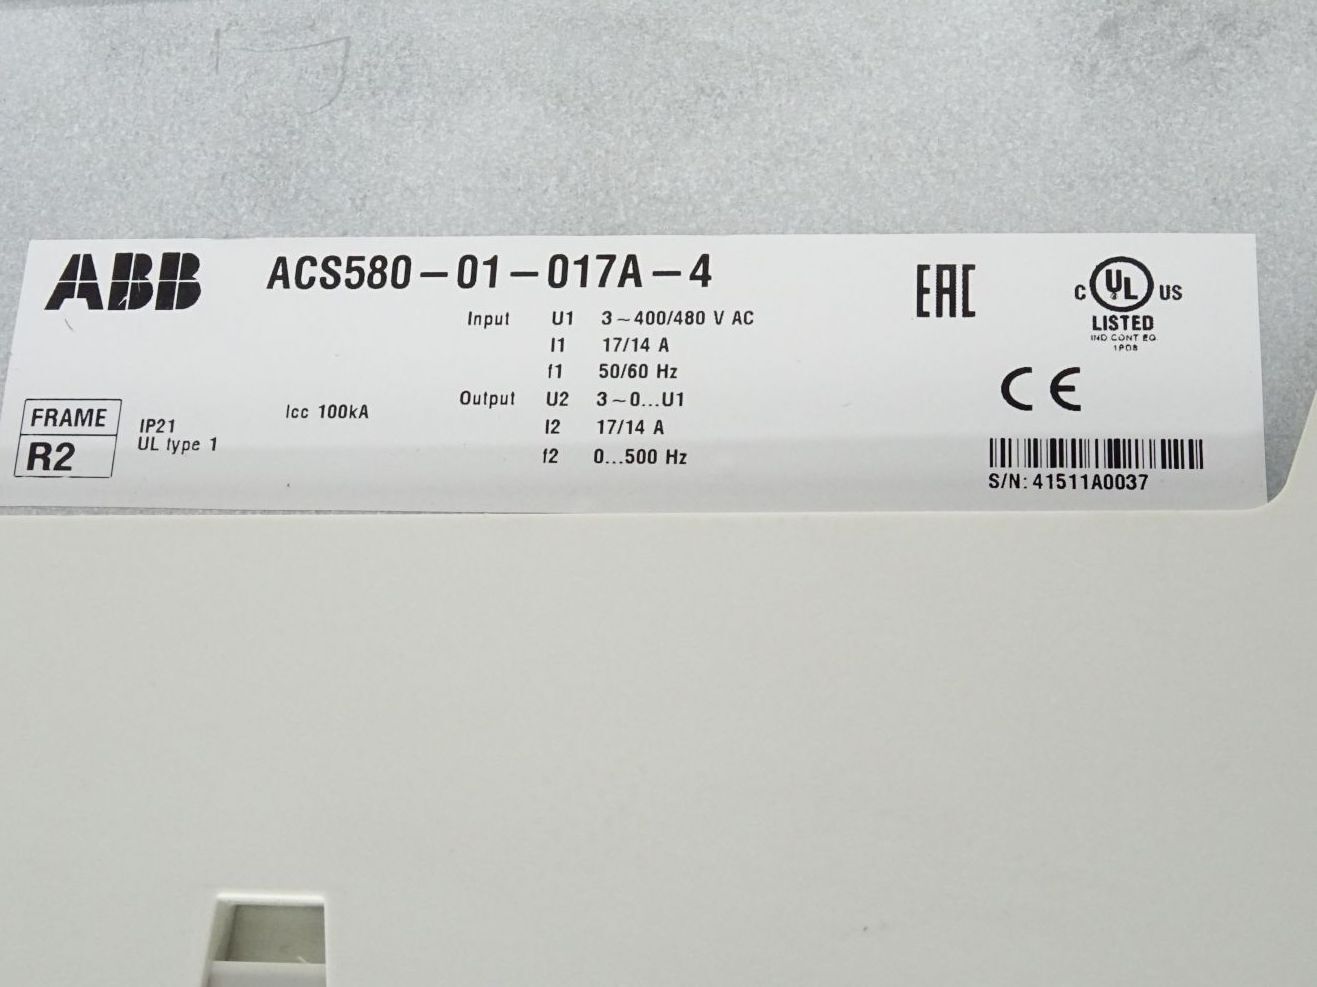 ABB ACS580-01-017A-4
EAC
C UL US
LISTED
IND CONT EQ
1P08
Input U1 3~400/480 V AC
I1 17/14 A
f1 50/60 Hz
Output U2 3~0...U1
I2 17/14 A
f2 0...500 Hz
FRAME
R2
IP21
UL type 1
Icc 100kA
CE
S/N: 41511A0037